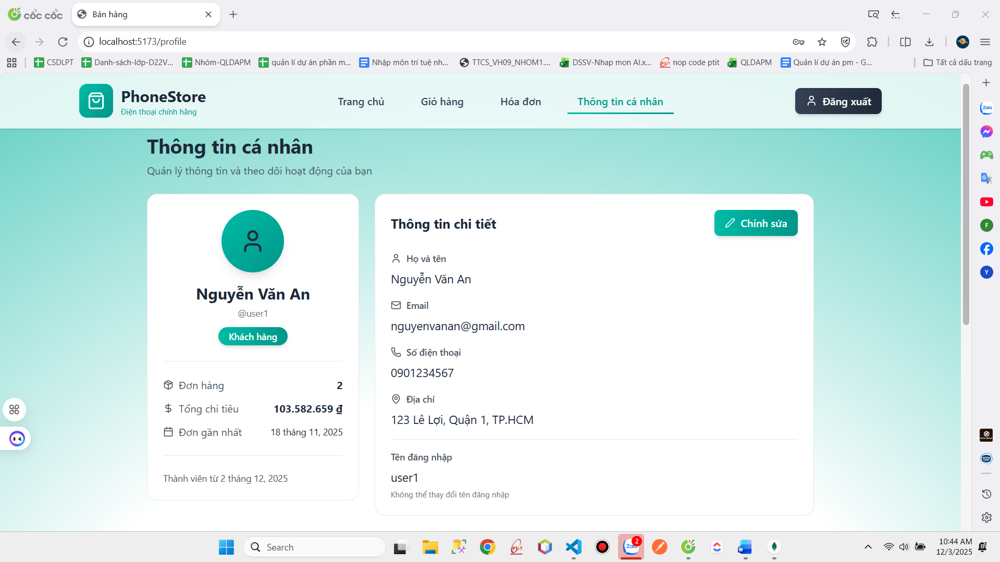 cốc cốc
Bán hàng
localhost:5173/profile
CSDLPT
Danh-sách-lớp-D22V...
Nhóm-QLDAPM
quản lí dự án phần m...
Nhập môn trí tuệ nh...
TTCS_VH09_NHOM1....
DSSV-Nhap mon AI.x...
nop code ptit
QLDAPM
Quản lí dự án pm - G...
Tất cả dấu trang
PhoneStore
Điện thoại chính hãng
Trang chủ
Giỏ hàng
Hóa đơn
Thông tin cá nhân
Đăng xuất
Thông tin cá nhân
Quản lý thông tin và theo dõi hoạt động của bạn
Nguyễn Văn An
@user1
Khách hàng
Đơn hàng
2
Tổng chi tiêu
103.582.659 ₫
Đơn gần nhất
18 tháng 11, 2025
Thành viên từ 2 tháng 12, 2025
Thông tin chi tiết
Chỉnh sửa
Họ và tên
Nguyễn Văn An
Email
nguyenvanan@gmail.com
Số điện thoại
0901234567
Địa chỉ
123 Lê Lợi, Quận 1, TP.HCM
Tên đăng nhập
user1
Không thể thay đổi tên đăng nhập
Zalo
F
Y
Search
Zalo
2
10:44 AM
12/3/2025